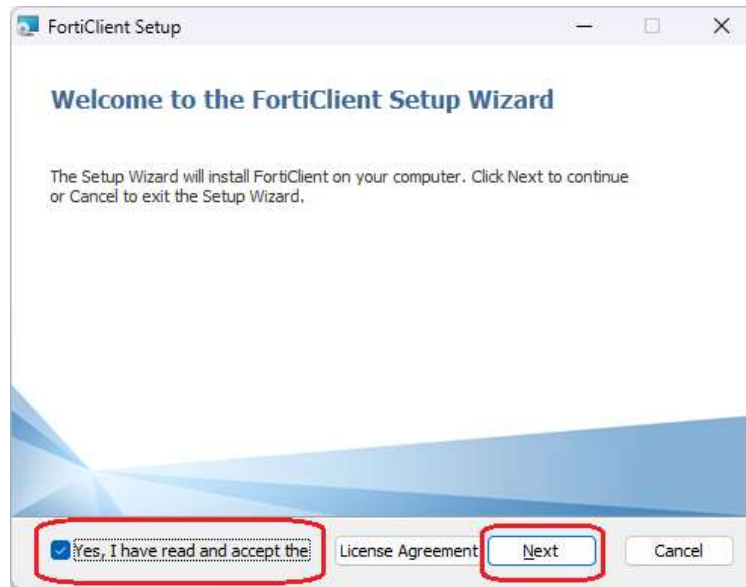 FortiClient Setup
Welcome to the FortiClient Setup Wizard
The Setup Wizard will install FortiClient on your computer. Click Next to continue
or Cancel to exit the Setup Wizard.
Yes, I have read and accept the License Agreement Next Cancel